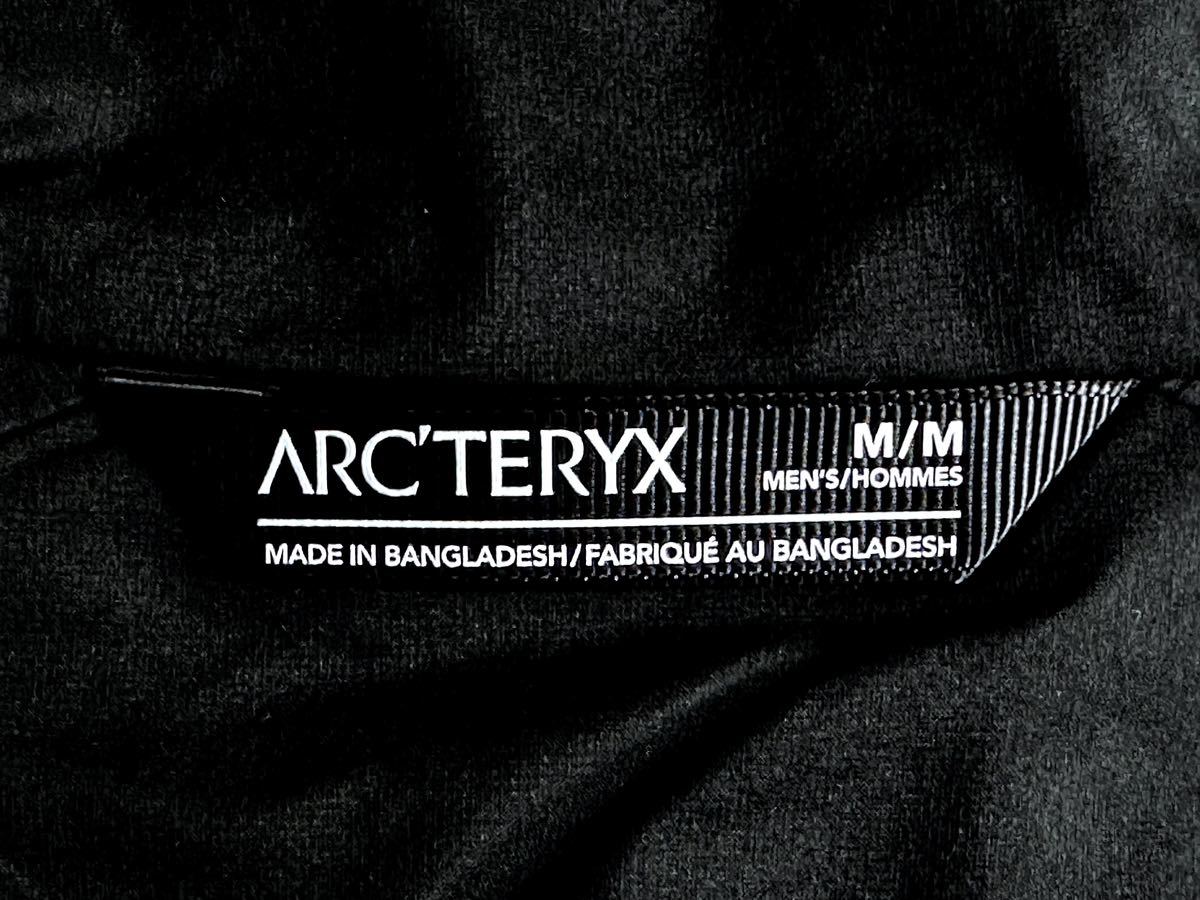 ARC'TERYX M/M
MEN'S/HOMMES
MADE IN BANGLADESH/FABRIQUÉ AU BANGLADESH